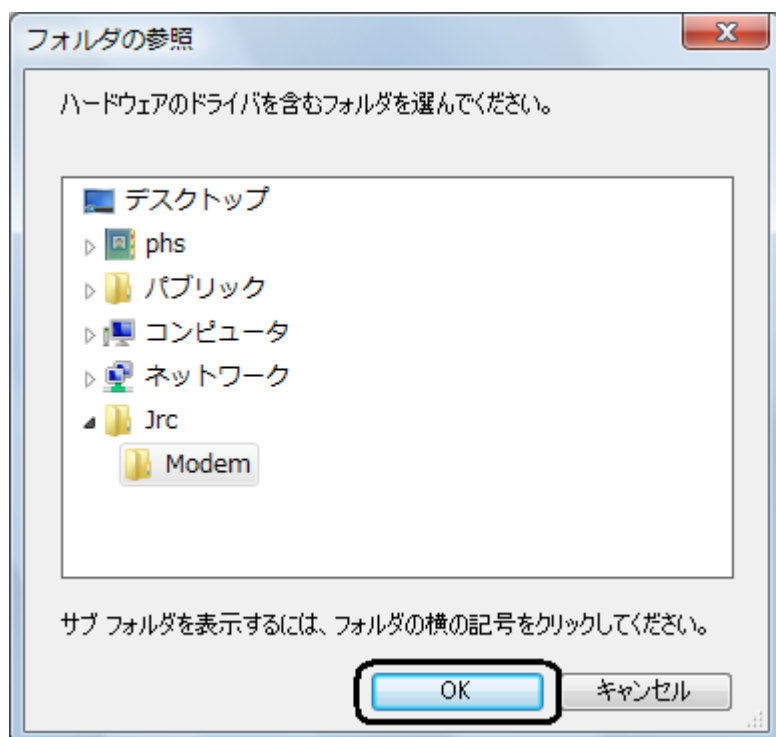 フォルダの参照
ハードウェアのドライバを含むフォルダを選んでください。
デスクトップ
phs
パブリック
コンピュータ
ネットワーク
Jrc
Modem
サブ フォルダを表示するには、フォルダの横の記号をクリックしてください。
OK キャンセル